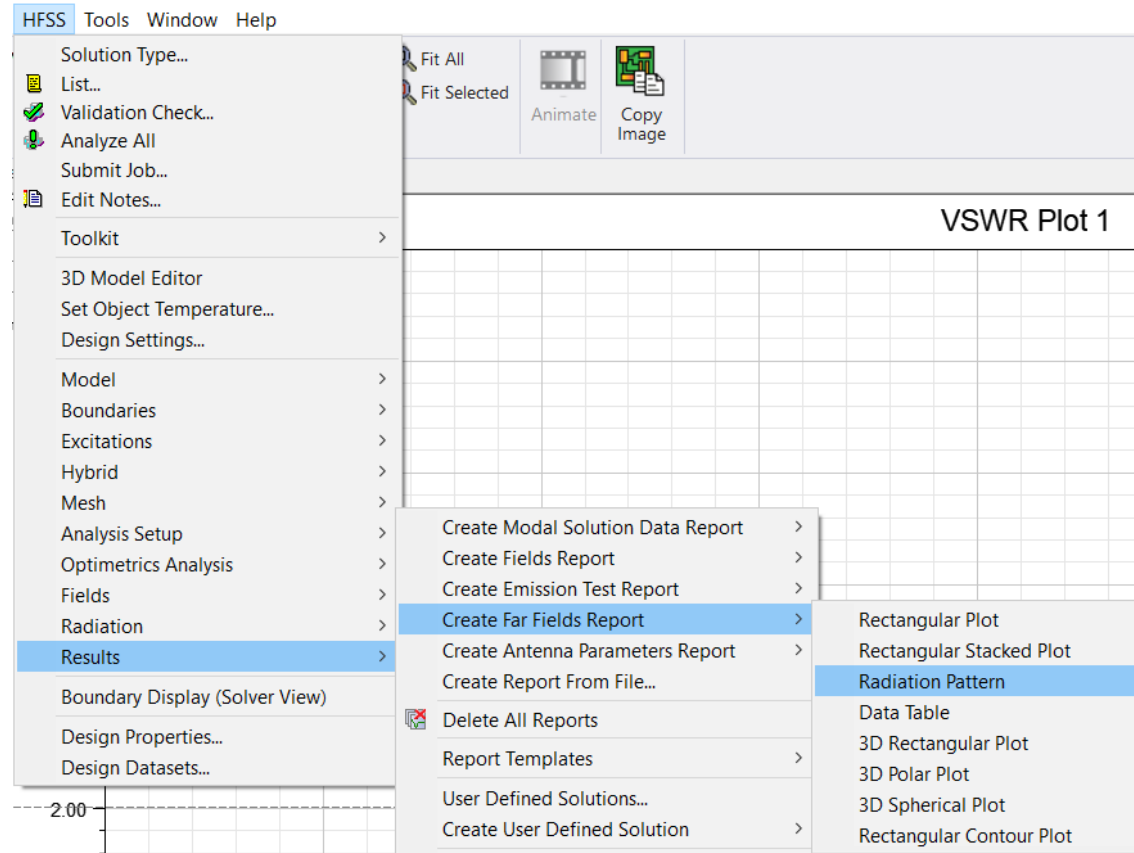 HFSS Tools Window Help
Solution Type...
List...
Validation Check...
Analyze All
Submit Job...
Edit Notes...
Toolkit
3D Model Editor
Set Object Temperature...
Design Settings...
Model
Boundaries
Excitations
Hybrid
Mesh
Analysis Setup
Optimetrics Analysis
Fields
Radiation
Results
Boundary Display (Solver View)
Design Properties...
Design Datasets...
Fit All
Fit Selected
Animate
Copy
Image
VSWR Plot 1
Create Modal Solution Data Report
Create Fields Report
Create Emission Test Report
Create Far Fields Report
Create Antenna Parameters Report
Create Report From File...
Delete All Reports
Report Templates
User Defined Solutions...
Create User Defined Solution
Rectangular Plot
Rectangular Stacked Plot
Radiation Pattern
Data Table
3D Rectangular Plot
3D Polar Plot
3D Spherical Plot
Rectangular Contour Plot
2.00